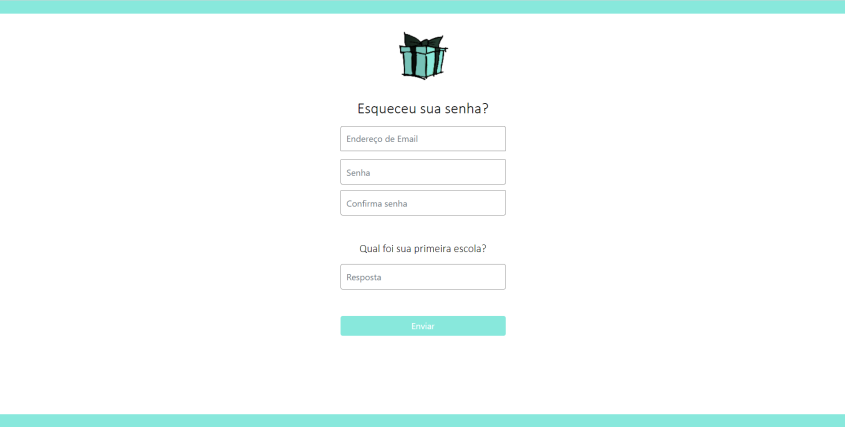 Esqueceu sua senha?
Endereço de Email
Senha
Confirma senha
Qual foi sua primeira escola?
Resposta
Enviar